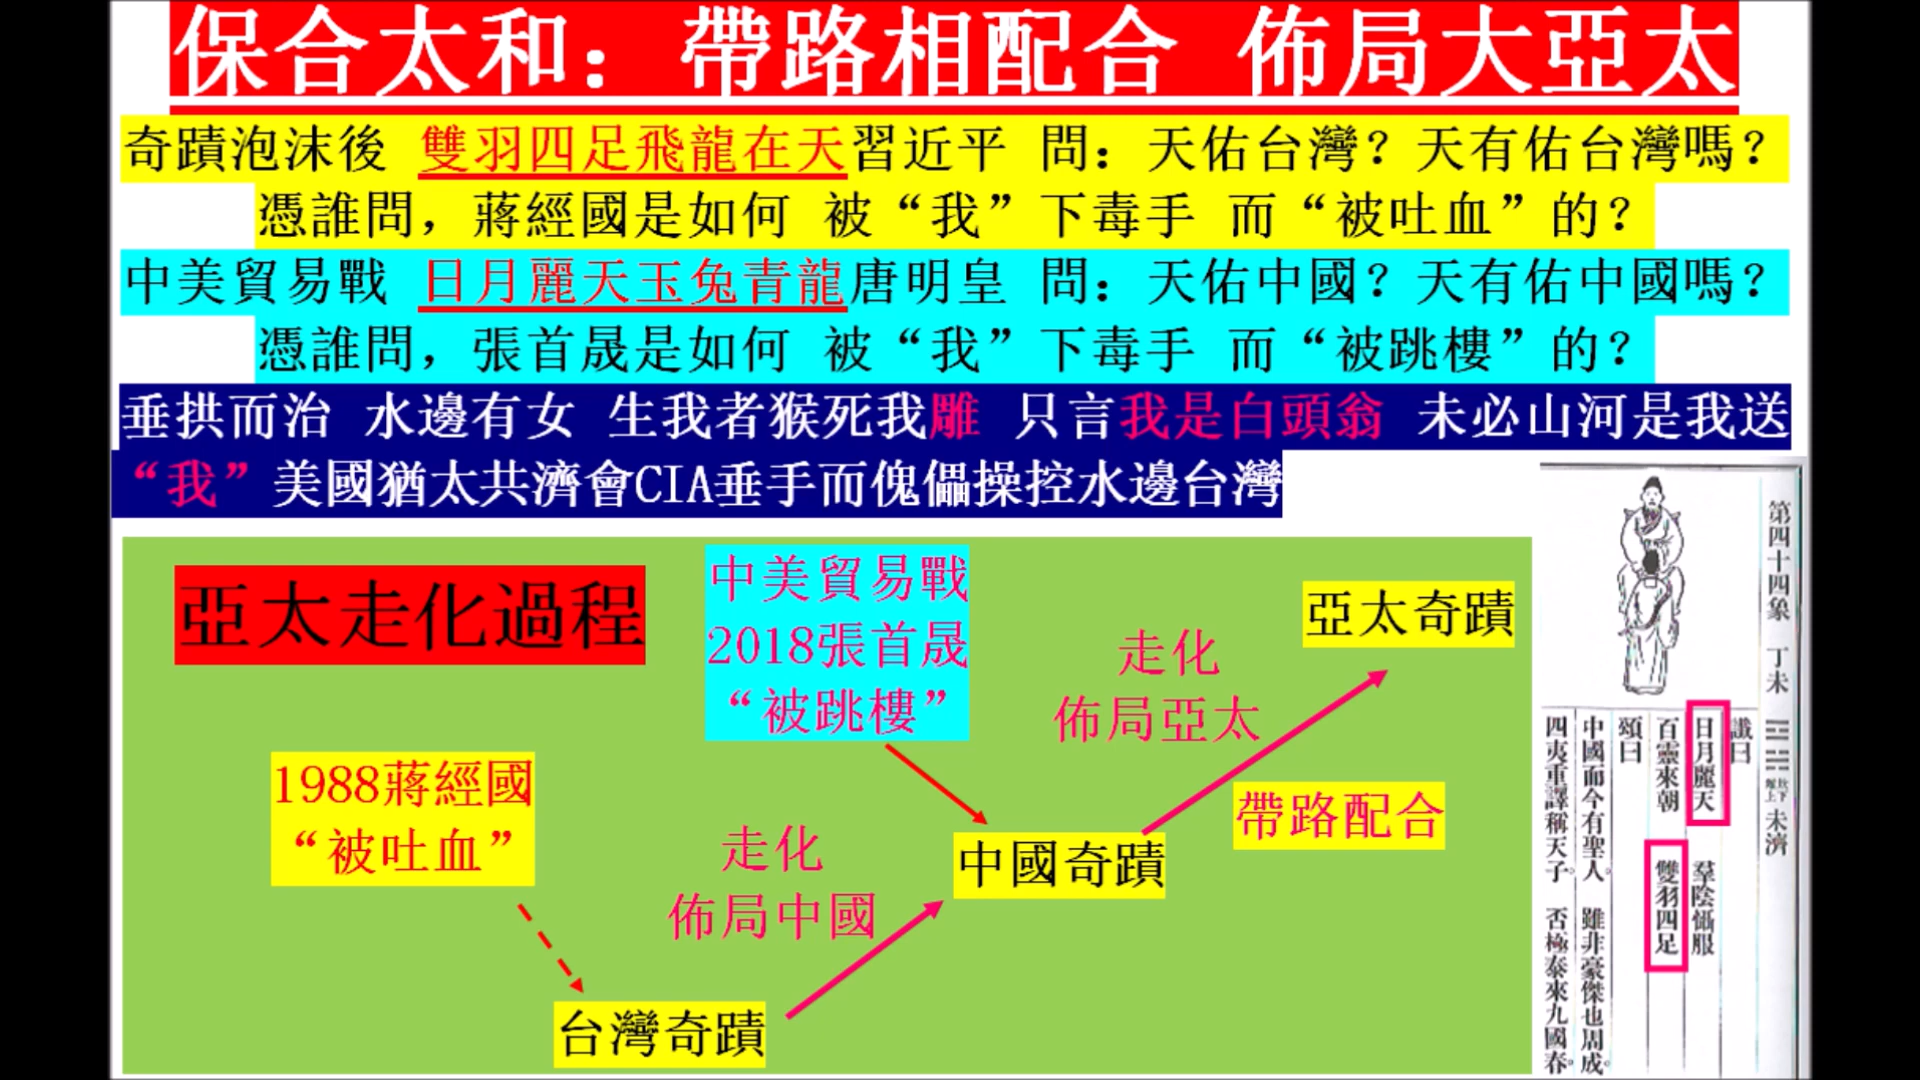 保合太和：帶路相配合 佈局大亞太
奇蹟泡沫後 雙羽四足飛龍在天習近平 問：天佑台灣？天有佑台灣嗎？
憑誰問，蔣經國是如何 被“我”下毒手 而“被吐血”的？
中美貿易戰 日月麗天玉兔青龍唐明皇 問：天佑中國？天有佑中國嗎？
憑誰問，張首晟是如何 被“我”下毒手 而“被跳樓”的？
垂拱而治 水邊有女 生我者猴死我雕 只言我是白頭翁 未必山河是我送
“我”美國猶太共濟會CIA垂手而傀儡操控水邊台灣
亞太走化過程
中美貿易戰
2018張首晟
“被跳樓”
亞太奇蹟
走化
佈局亞太
1988蔣經國
“被吐血”
帶路配合
走化
佈局中國
中國奇蹟
台灣奇蹟
第四十四象 丁未 坎下離上 未濟
讖曰
日月麗天 羣陰懾服
百靈來朝 雙羽四足
頌曰
中國而今有聖人。雖非豪傑也周成。
四夷重譯稱天子。否極泰來九國春。